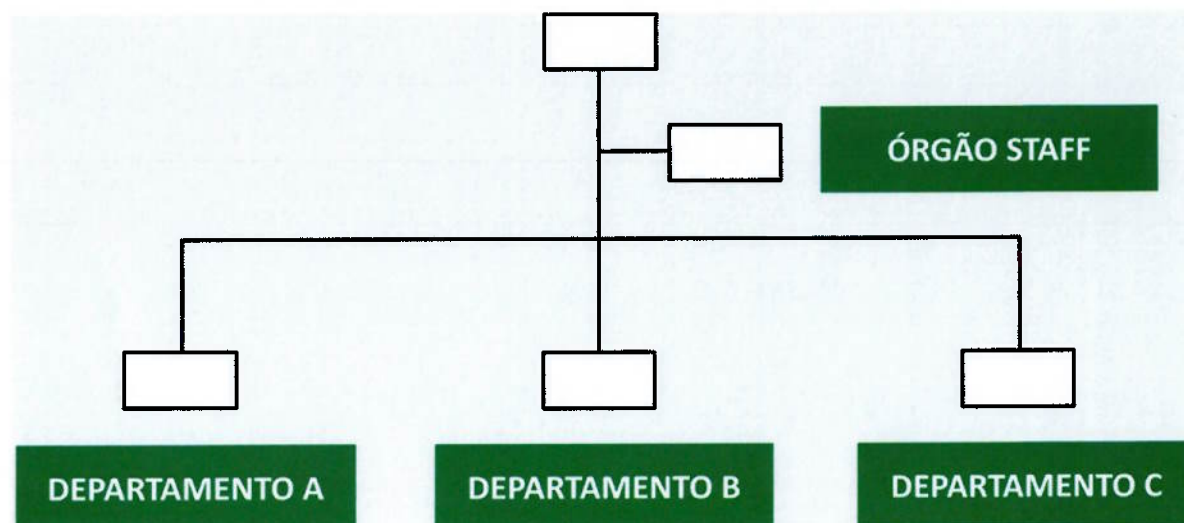 ÓRGÃO STAFF
DEPARTAMENTO A
DEPARTAMENTO B
DEPARTAMENTO C